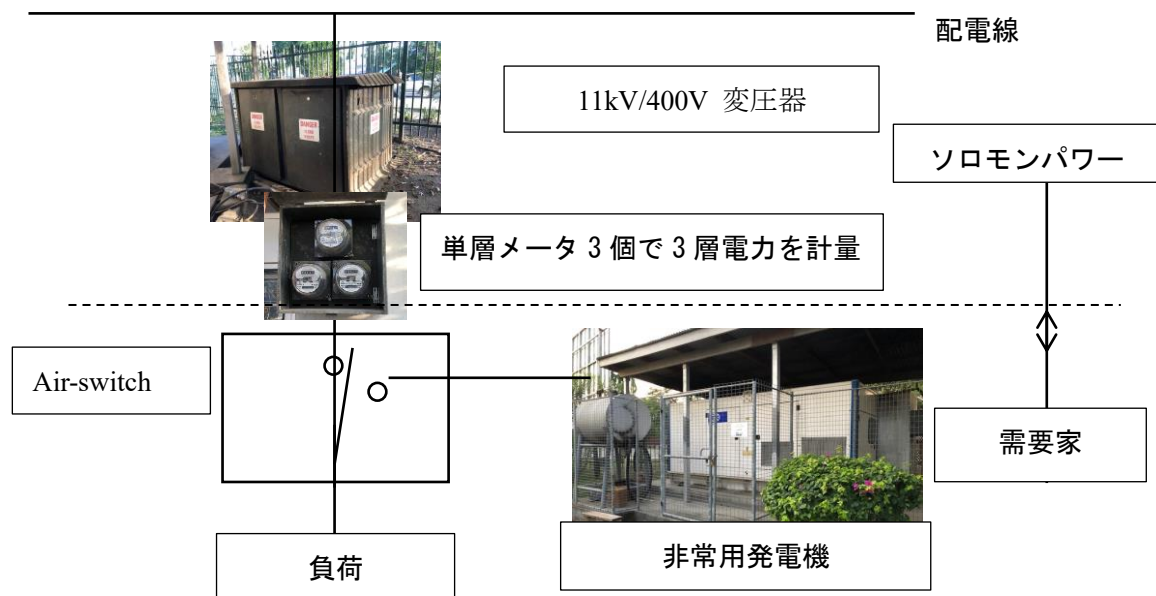 配電線
11kV/400V 変圧器
ソロモンパワー
DANGER
DANGER
単層メータ 3 個で 3 層電力を計量
Air-switch
需要家
負荷
非常用発電機